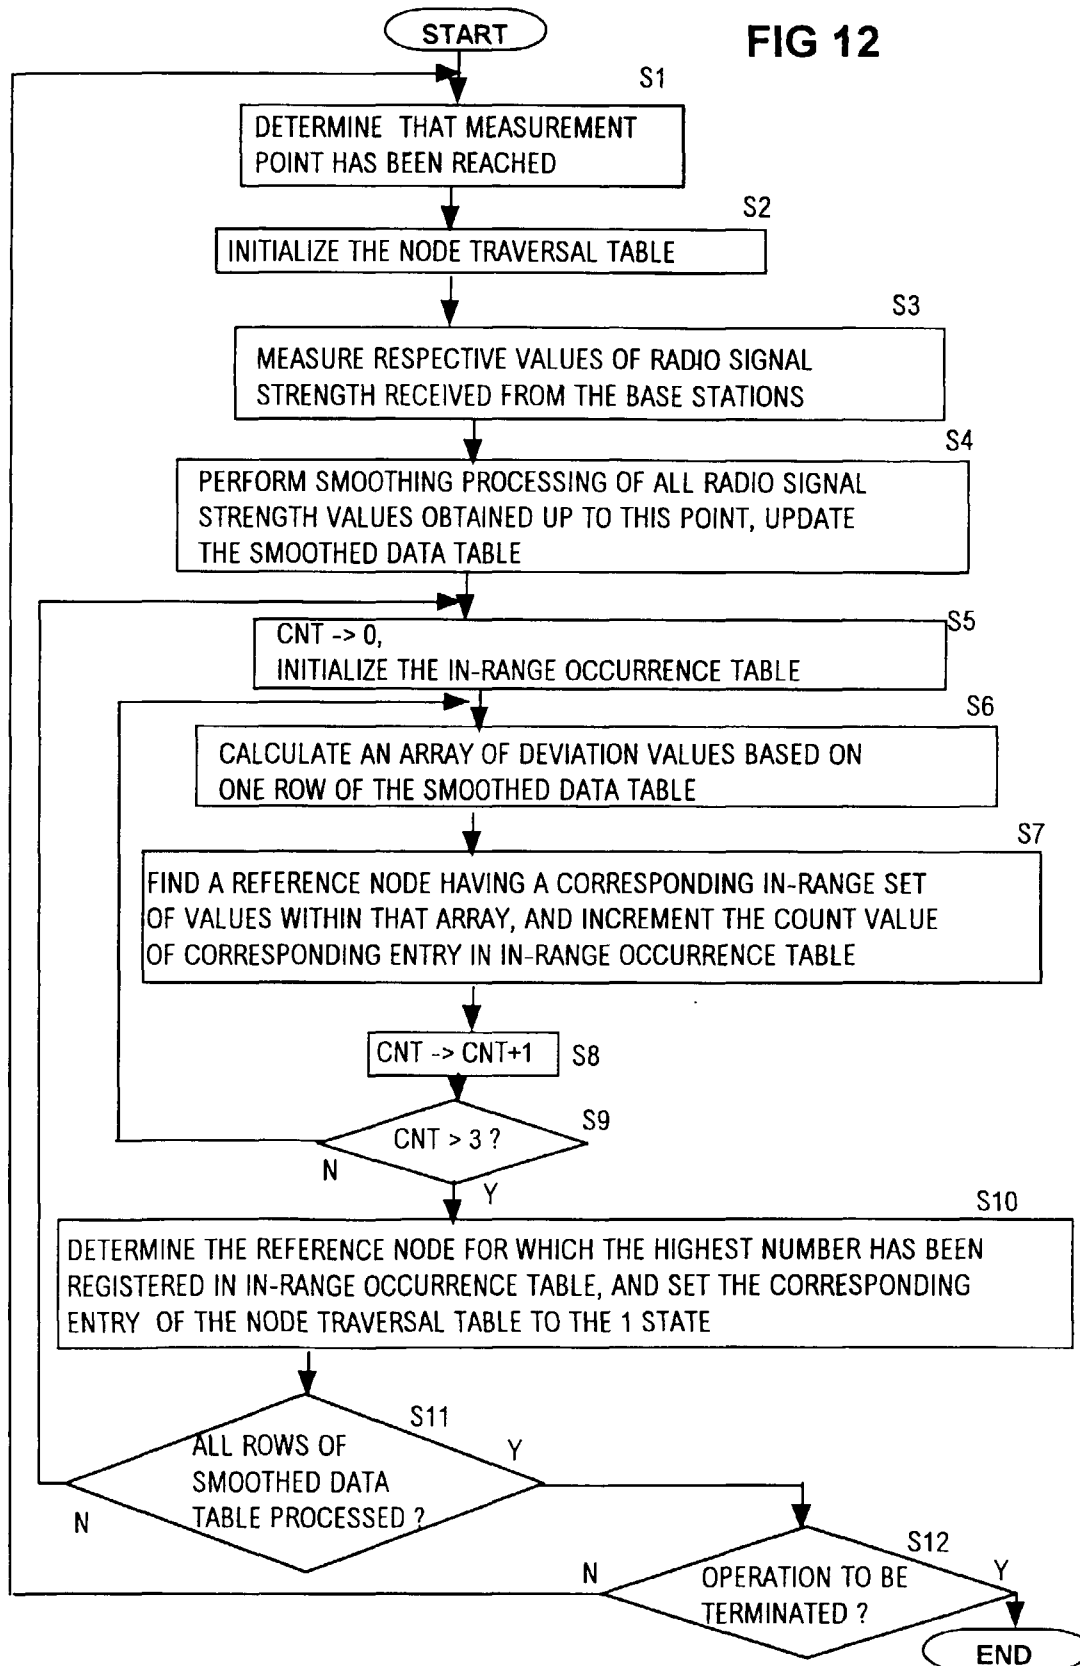 START
FIG 12
S1
DETERMINE THAT MEASUREMENT
POINT HAS BEEN REACHED
S2
INITIALIZE THE NODE TRAVERSAL TABLE
S3
MEASURE RESPECTIVE VALUES OF RADIO SIGNAL
STRENGTH RECEIVED FROM THE BASE STATIONS
S4
PERFORM SMOOTHING PROCESSING OF ALL RADIO SIGNAL
STRENGTH VALUES OBTAINED UP TO THIS POINT, UPDATE
THE SMOOTHED DATA TABLE
S5
CNT -> 0,
INITIALIZE THE IN-RANGE OCCURRENCE TABLE
S6
CALCULATE AN ARRAY OF DEVIATION VALUES BASED ON
ONE ROW OF THE SMOOTHED DATA TABLE
S7
FIND A REFERENCE NODE HAVING A CORRESPONDING IN-RANGE SET
OF VALUES WITHIN THAT ARRAY, AND INCREMENT THE COUNT VALUE
OF CORRESPONDING ENTRY IN IN-RANGE OCCURRENCE TABLE
CNT -> CNT+1 S8
S9
CNT > 3 ?
N
Y
S10
DETERMINE THE REFERENCE NODE FOR WHICH THE HIGHEST NUMBER HAS BEEN
REGISTERED IN IN-RANGE OCCURRENCE TABLE, AND SET THE CORRESPONDING
ENTRY OF THE NODE TRAVERSAL TABLE TO THE 1 STATE
S11
ALL ROWS OF
SMOOTHED DATA
TABLE PROCESSED ?
Y
N
S12
OPERATION TO BE
TERMINATED ?
N
Y
END